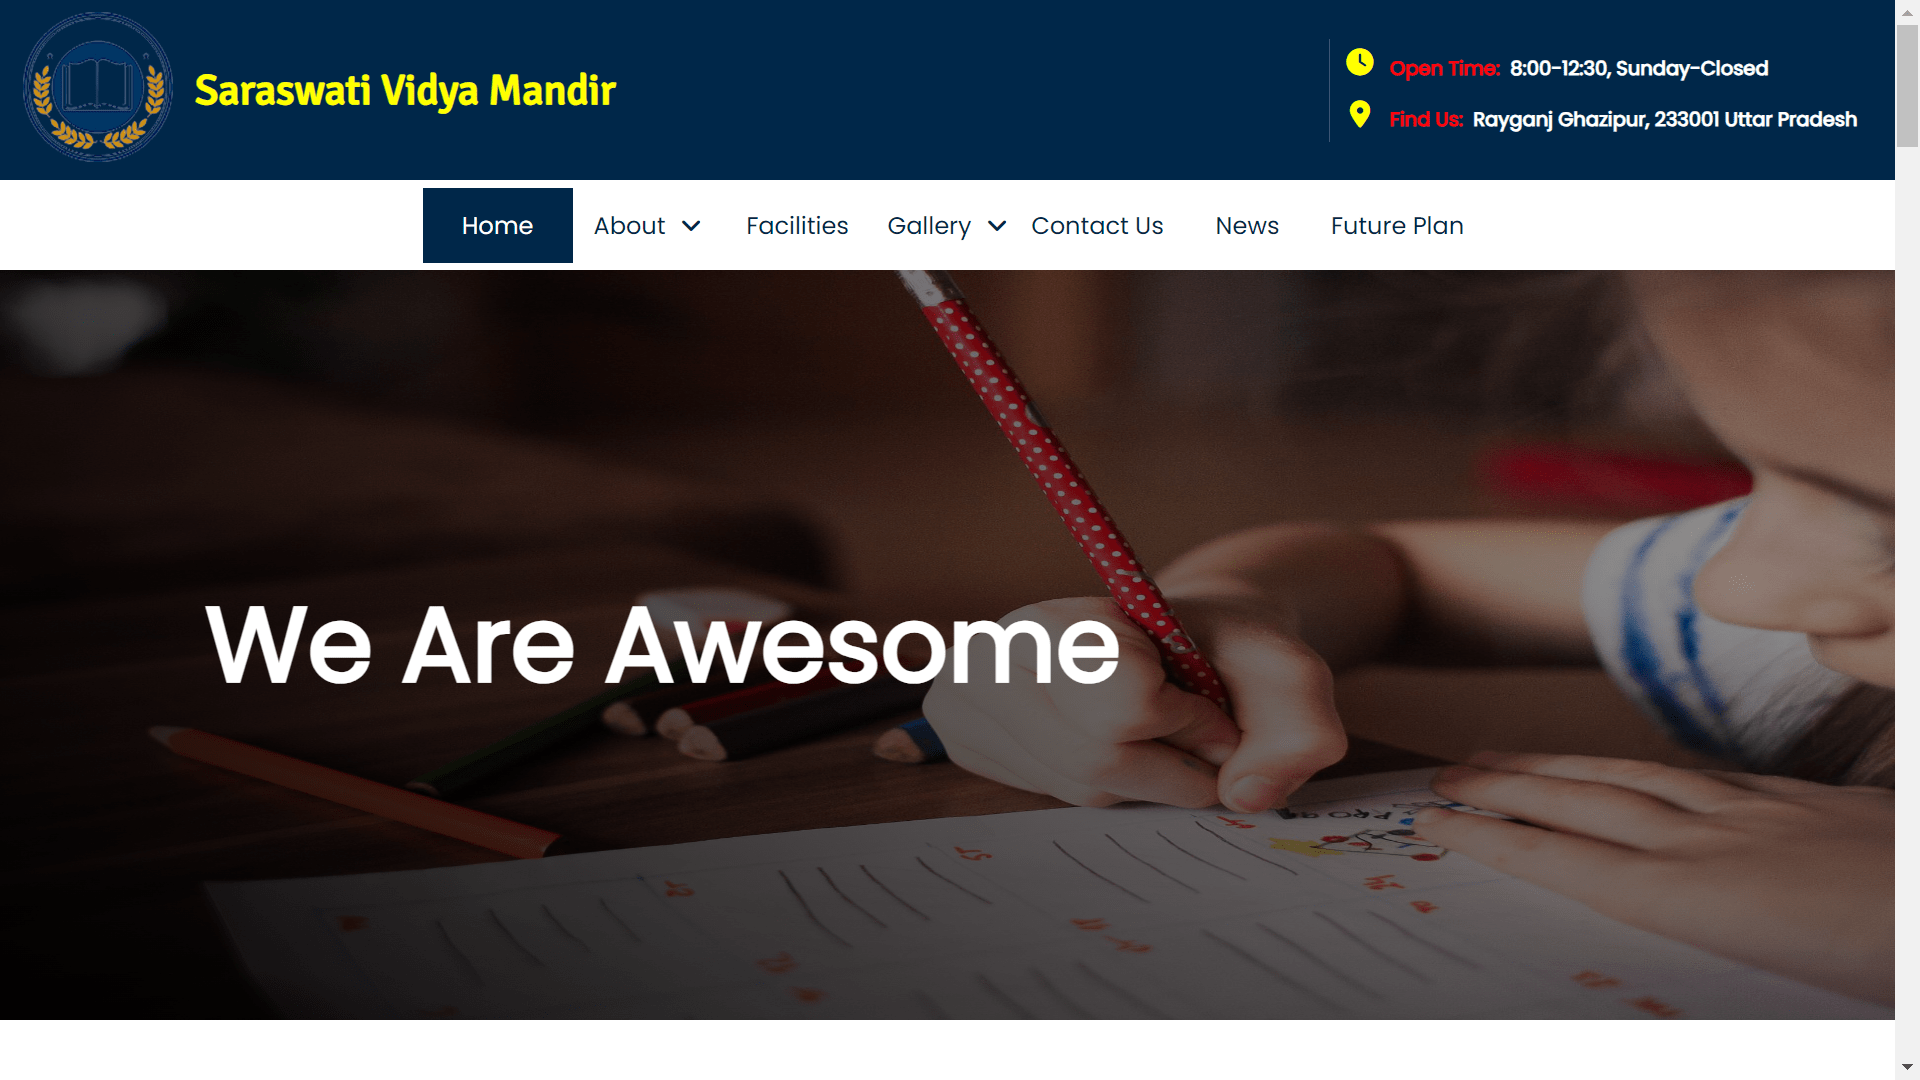 Saraswati Vidya Mandir
Open Time: 8:00-12:30, Sunday-Closed
Find Us: Rayganj Ghazipur, 233001 Uttar Pradesh
Home
About
Facilities
Gallery
Contact Us
News
Future Plan
We Are Awesome